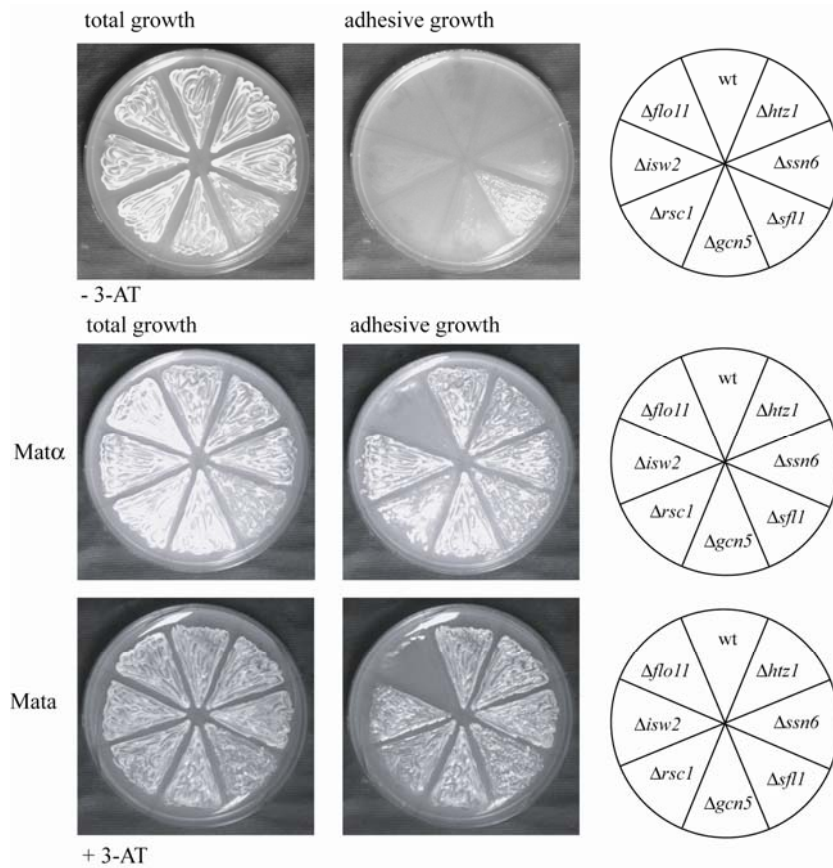 total growth
adhesive growth
wt
Δflo11
Δhtz1
Δisw2
Δssn6
Δrsc1
Δsfl1
Δgcn5
- 3-AT
total growth
adhesive growth
Matα
wt
Δflo11
Δhtz1
Δisw2
Δssn6
Δrsc1
Δsfl1
Δgcn5
Mata
wt
Δflo11
Δhtz1
Δisw2
Δssn6
Δrsc1
Δsfl1
Δgcn5
+ 3-AT